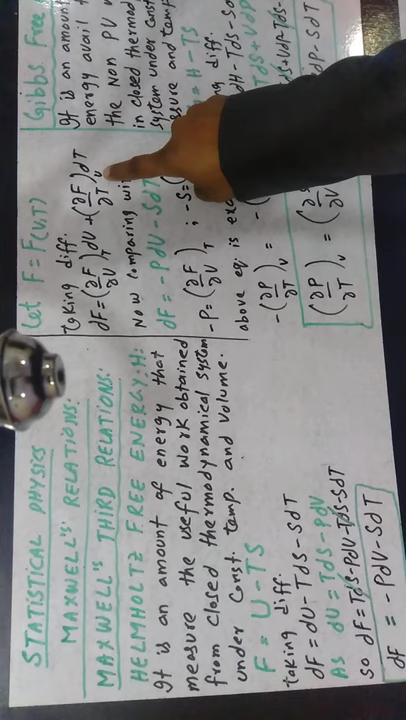 STATISTICAL PHYSICS
MAXWELL'S RELATIONS:
MAXWELL'S THIRD RELATIONS:
HELMHOLTZ FREE ENERGY:H:
It is an amount of energy that
measure the useful work obtained
from closed thermodynamical system
under Const. temp. and Volume.
F = U - TS
taking diff.
dF = dU - TdS - SdT
As dU = TdS - PdV
so dF = TdS - PdV - TdS - SdT
dF = - PdV - SdT
Let F = F(V,T)
taking diff.
dF = (∂F/∂V)_T dV + (∂F/∂T)_V dT
Now comparing
dF = - PdV - SdT
- P = (∂F/∂V)_T ; - S =
above eq. is
- (∂P/∂T)_V = -
(∂P/∂T)_V = (∂S/∂V
Gibbs Free
It is an amount
energy avail
the Non PV
in closed thermod
system under Const
ssure and temp
= H - TS
ng diff.
dH - TdS - Sd
TdS + VdP
dS + VdP - TdS -
dP - SdT